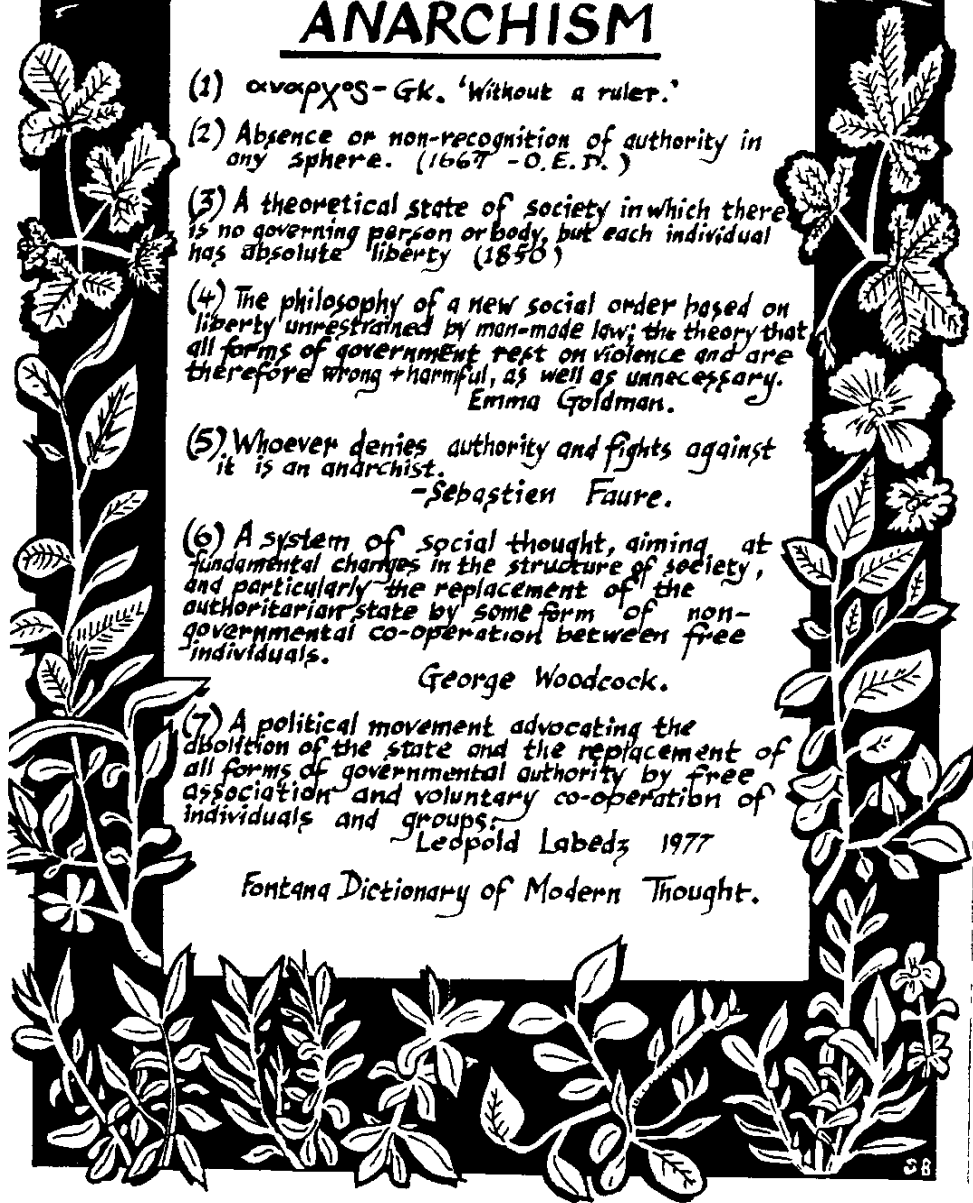 ANARCHISM
(1) αναρχος - Gk. 'Without a ruler.'
(2) Absence or non-recognition of authority in
any sphere. (1667 - O.E.D.)
(3) A theoretical state of society in which there
is no governing person or body, but each individual
has absolute liberty (1850)
(4) The philosophy of a new social order based on
liberty unrestrained by man-made law; the theory that
all forms of government rest on violence and are
therefore wrong + harmful, as well as unnecessary.
Emma Goldman.
(5) Whoever denies authority and fights against
it is an anarchist.
- Sebastien Faure.
(6) A system of social thought, aiming at
fundamental changes in the structure of society,
and particularly the replacement of the
authoritarian state by some form of non-
governmental co-operation between free
individuals.
George Woodcock.
(7) A political movement advocating the
abolition of the state and the replacement of
all forms of governmental authority by free
association and voluntary co-operation of
individuals and groups:
- Leopold Labedz 1977
Fontana Dictionary of Modern Thought.
SB